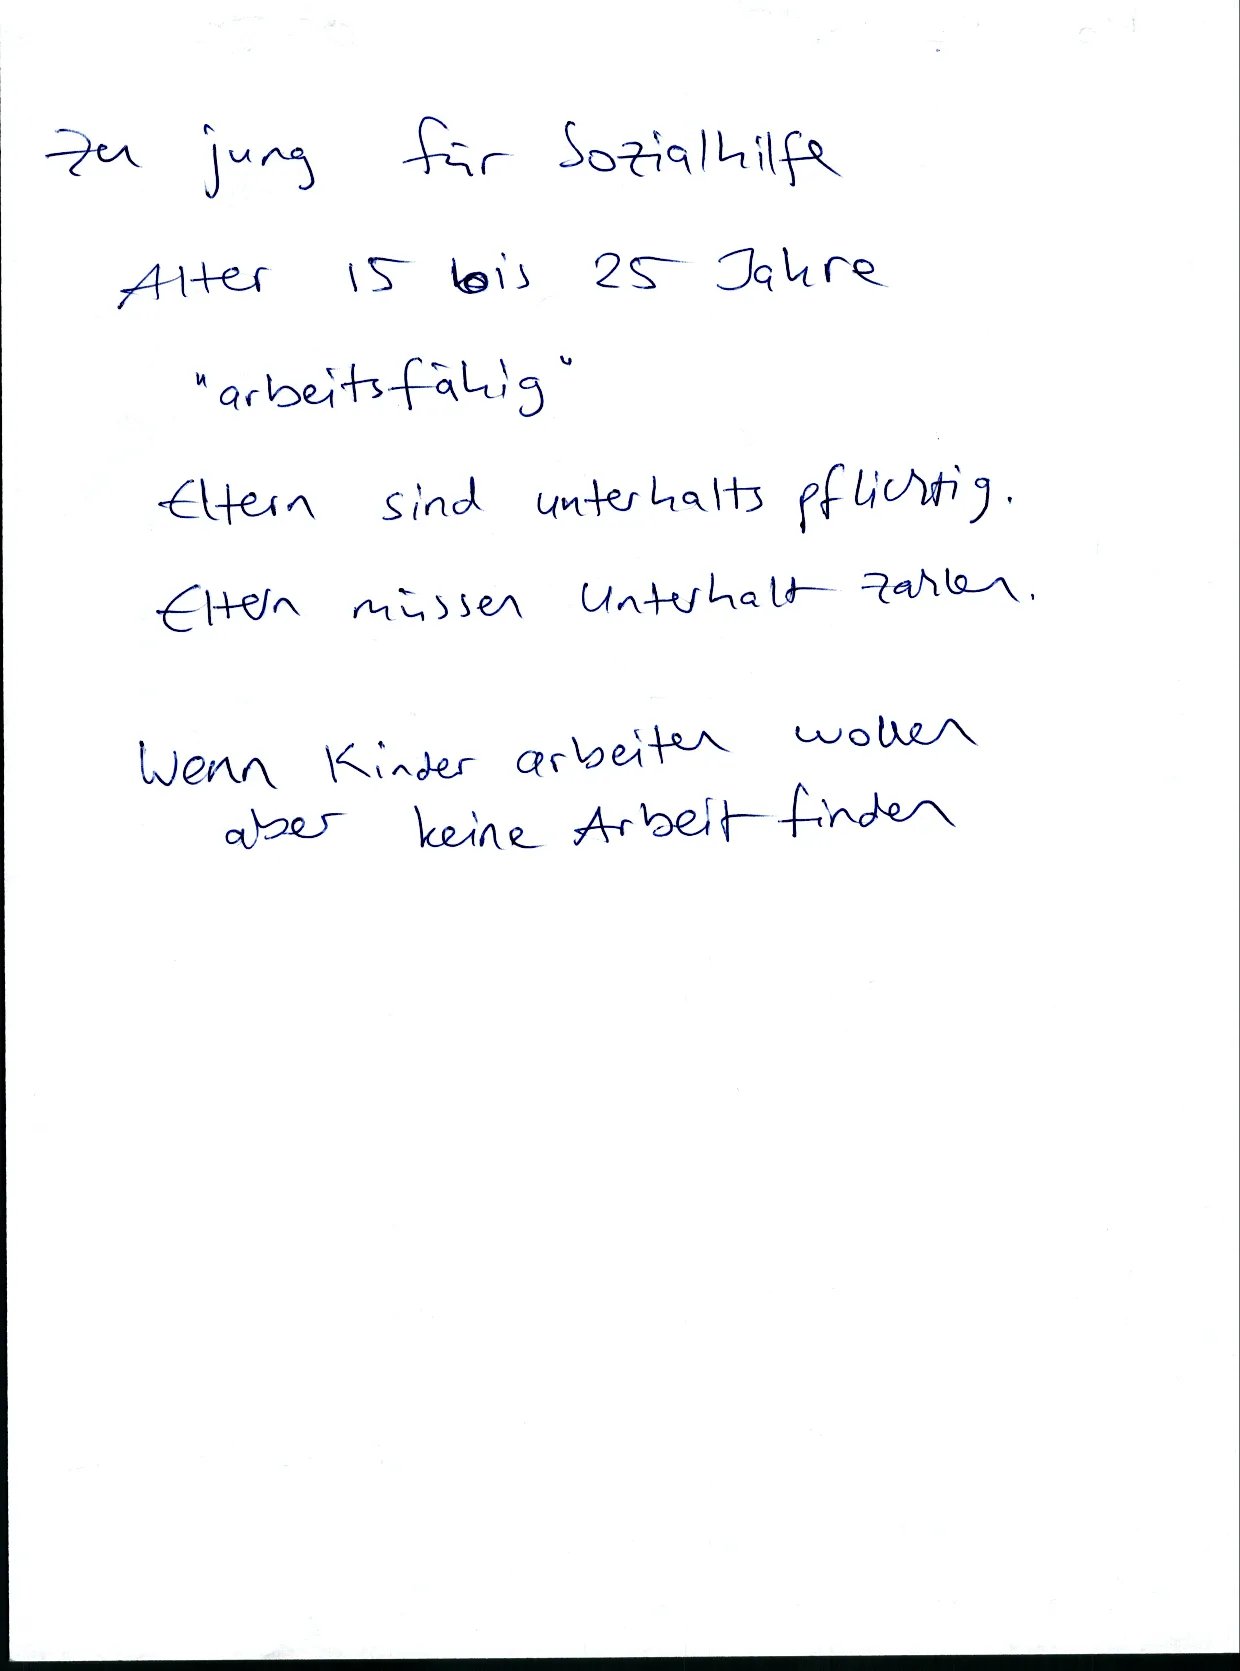 Zu jung für Sozialhilfe
Alter 15 bis 25 Jahre
"arbeitsfähig"
Eltern sind unterhalts pflichtig.
Eltern müssen Unterhalt zahlen.
Wenn Kinder arbeiten wollen
aber keine Arbeit finden